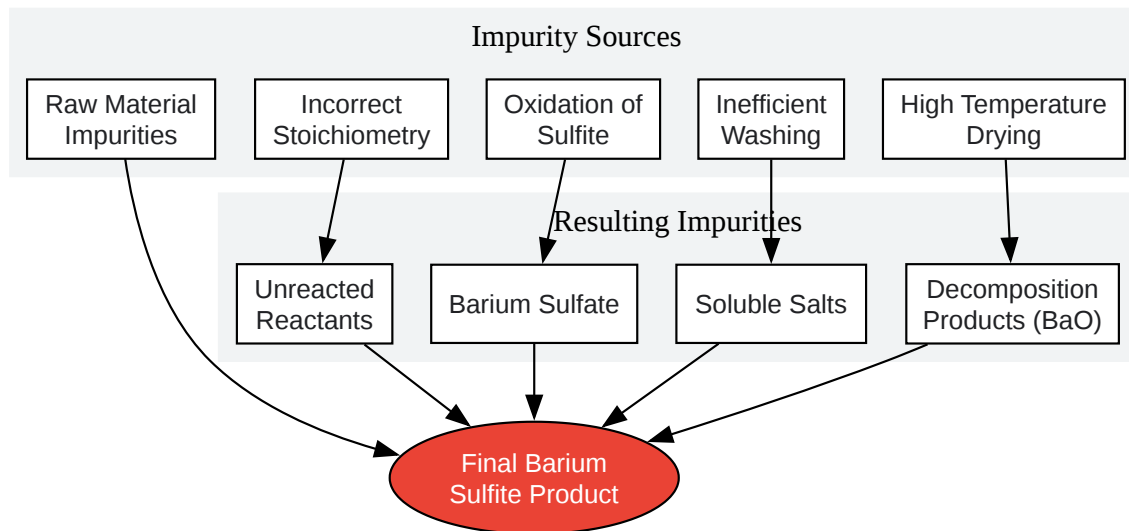 Impurity Sources
Raw Material
Impurities
Incorrect
Stoichiometry
Oxidation of
Sulfite
Inefficient
Washing
High Temperature
Drying
Resulting Impurities
Unreacted
Reactants
Barium Sulfate
Soluble Salts
Decomposition
Products (BaO)
Final Barium
Sulfite Product